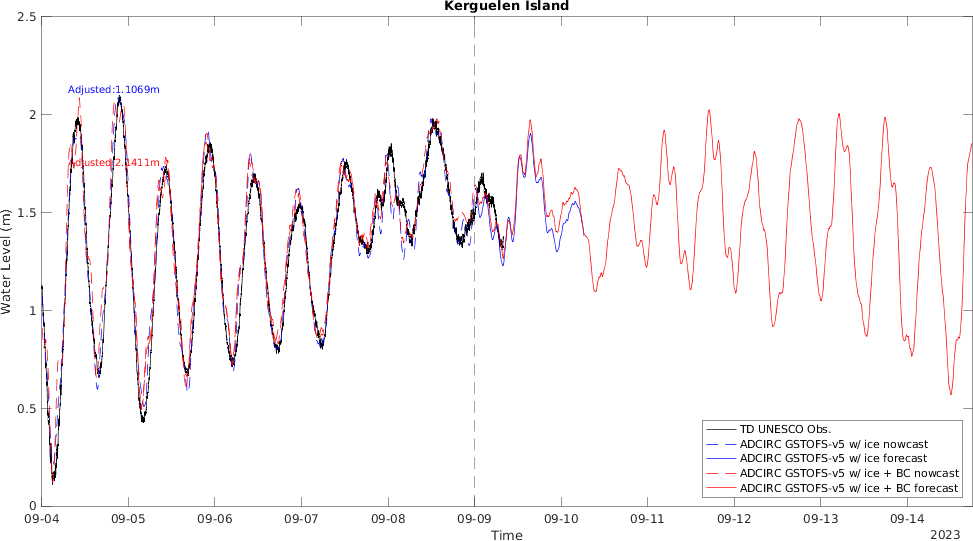 Kerguelen Island
2.5
Adjusted:1.1069m
2
Adjusted:2.1411m
1.5
Water Level (m)
1
0.5
0
TD UNESCO Obs.
ADCIRC GSTOFS-v5 w/ ice nowcast
ADCIRC GSTOFS-v5 w/ ice forecast
ADCIRC GSTOFS-v5 w/ ice + BC nowcast
ADCIRC GSTOFS-v5 w/ ice + BC forecast
09-04 09-05 09-06 09-07 09-08 09-09 09-10 09-11 09-12 09-13 09-14
Time
2023